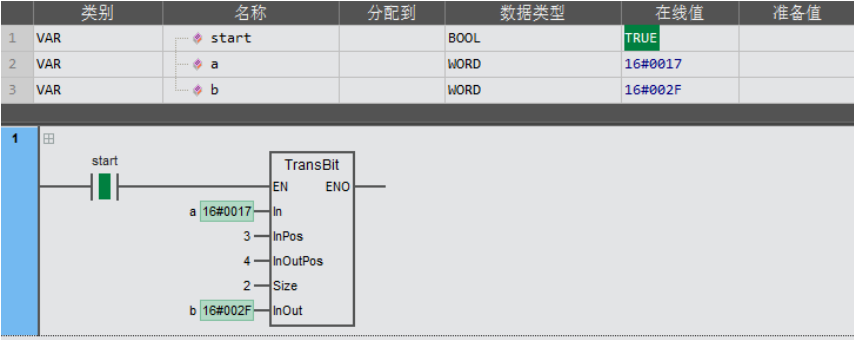 类别 名称 分配到 数据类型 在线值 准备值
1 VAR start BOOL TRUE
2 VAR a WORD 16#0017
3 VAR b WORD 16#002F
1
start
TransBit
EN ENO
a 16#0017 In
3 InPos
4 InOutPos
2 Size
b 16#002F InOut